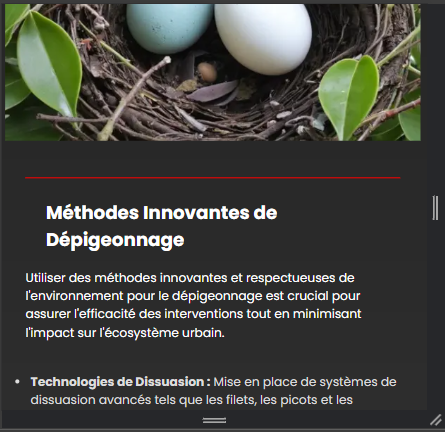 Méthodes Innovantes de
Dépigeonnage
Utiliser des méthodes innovantes et respectueuses de
l'environnement pour le dépigeonnage est crucial pour
assurer l'efficacité des interventions tout en minimisant
l'impact sur l'écosystème urbain.
• Technologies de Dissuasion : Mise en place de systèmes de
dissuasion avancés tels que les filets, les picots et les